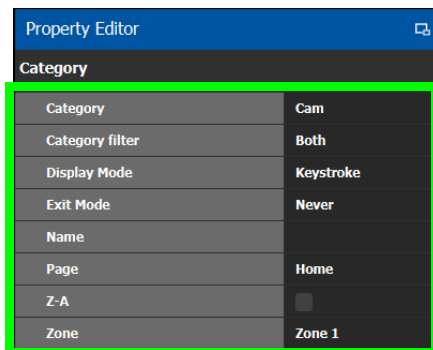 Property Editor
Category
Category Cam
Category filter Both
Display Mode Keystroke
Exit Mode Never
Name
Page Home
Z-A
Zone Zone 1